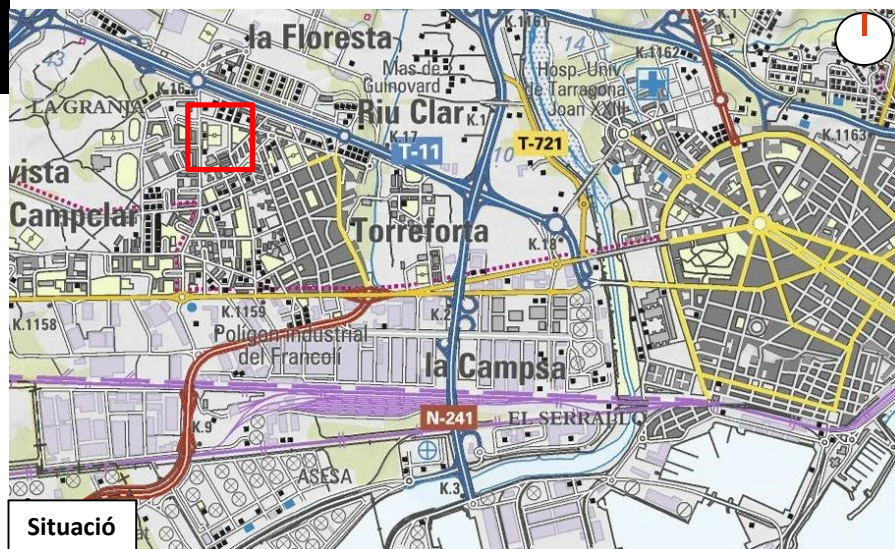 K.1161
14
K.1162
K.1
la Floresta
43
Mas de
Guinovard
Hosp. Univ.
de Tarragona
Joan XXIII
K.16
LA GRANJA
Riu Clar
K.1
K.17
T-11
10
T-721
K.1163
vista
Campclar
Torreforta
K.18
K.1159
K.2
K.1158
Polígon industrial
del Francolí
la Campsa
N-241
EL SERRALLO
K.9
ASESA
K.3
Situació